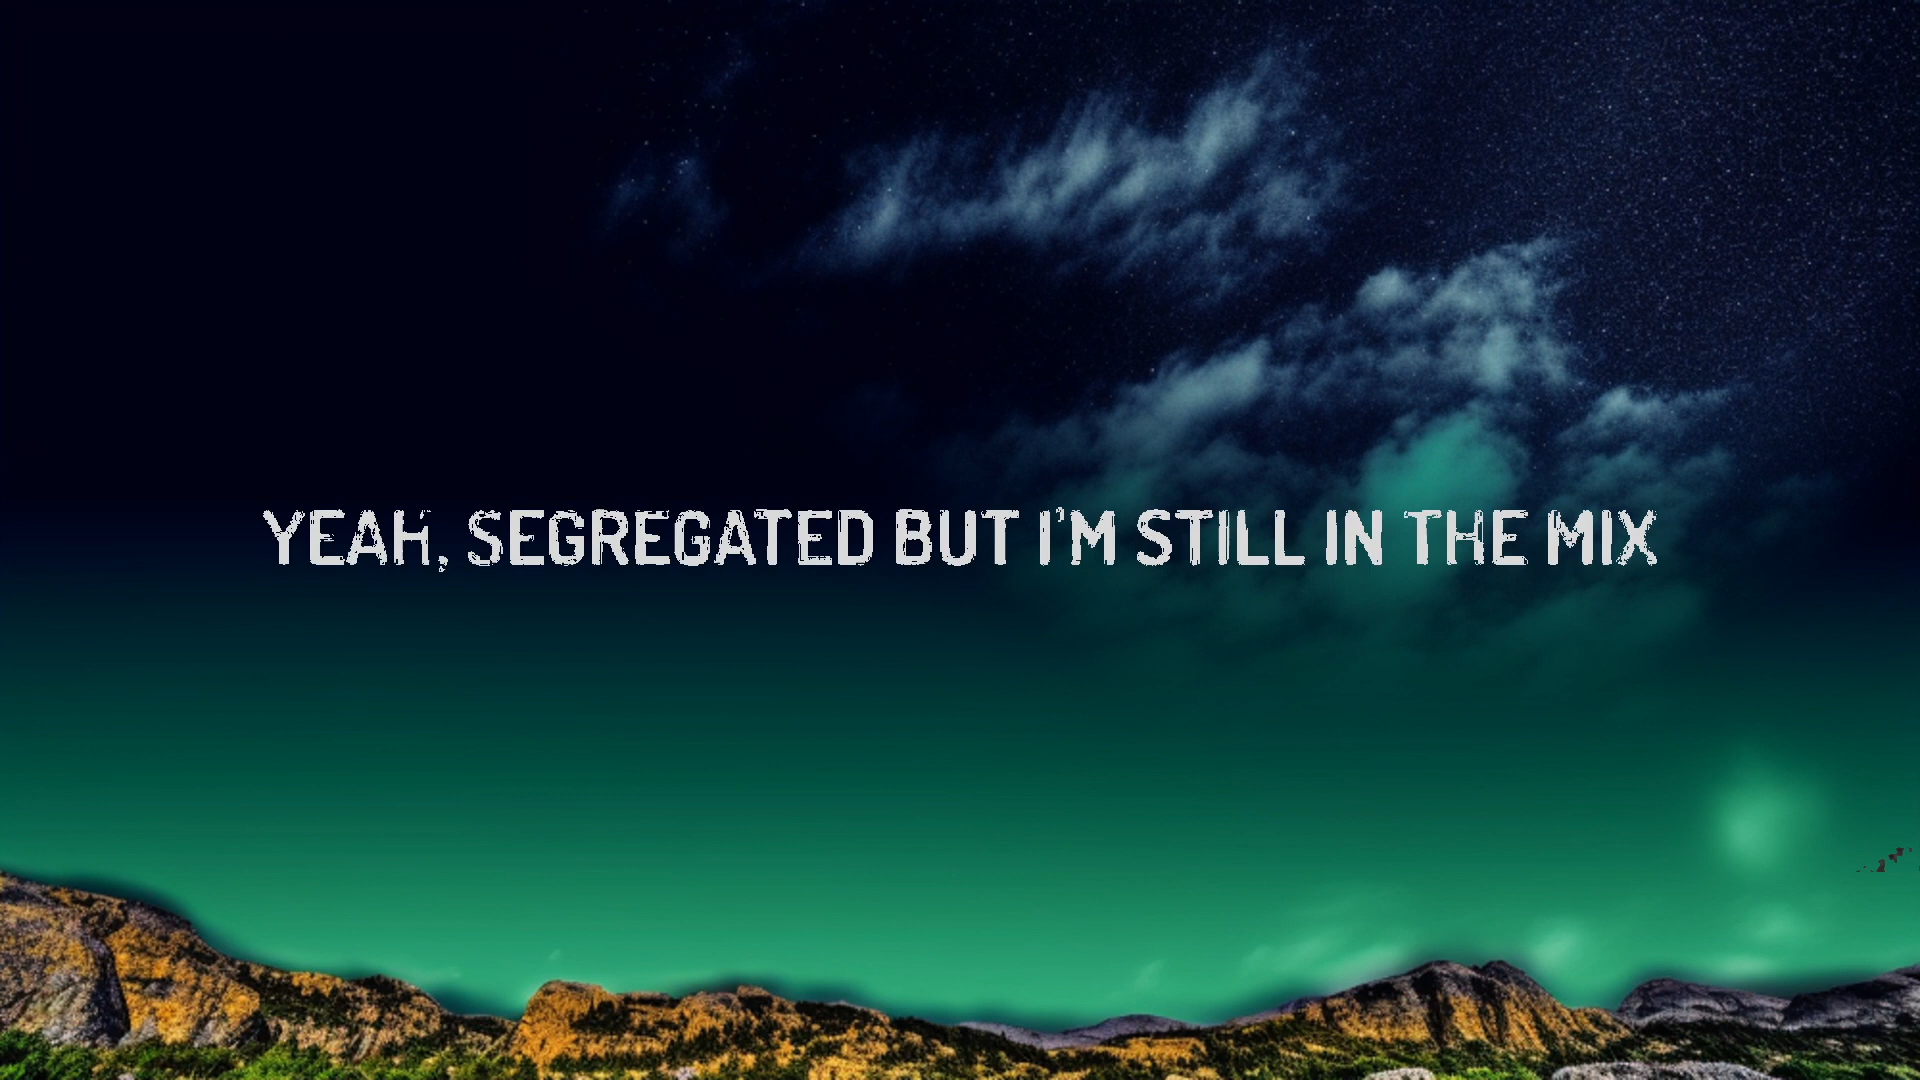 YEAH, SEGREGATED BUT I'M STILL IN THE MIX